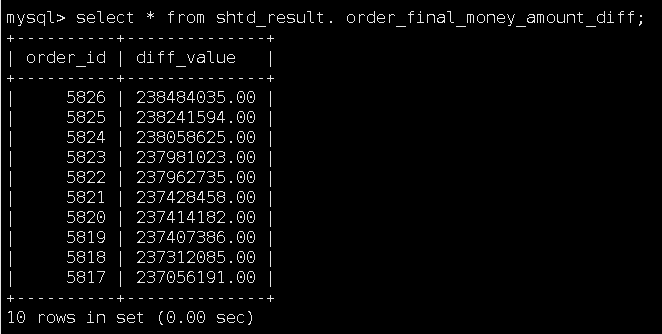 mysql> select * from shtd_result. order_final_money_amount_diff;
+----------+--------------+
| order_id | diff_value   |
+----------+--------------+
|     5826 | 238484035.00 |
|     5825 | 238241594.00 |
|     5824 | 238058625.00 |
|     5823 | 237981023.00 |
|     5822 | 237962735.00 |
|     5821 | 237428458.00 |
|     5820 | 237414182.00 |
|     5819 | 237407386.00 |
|     5818 | 237312085.00 |
|     5817 | 237056191.00 |
+----------+--------------+
10 rows in set (0.00 sec)